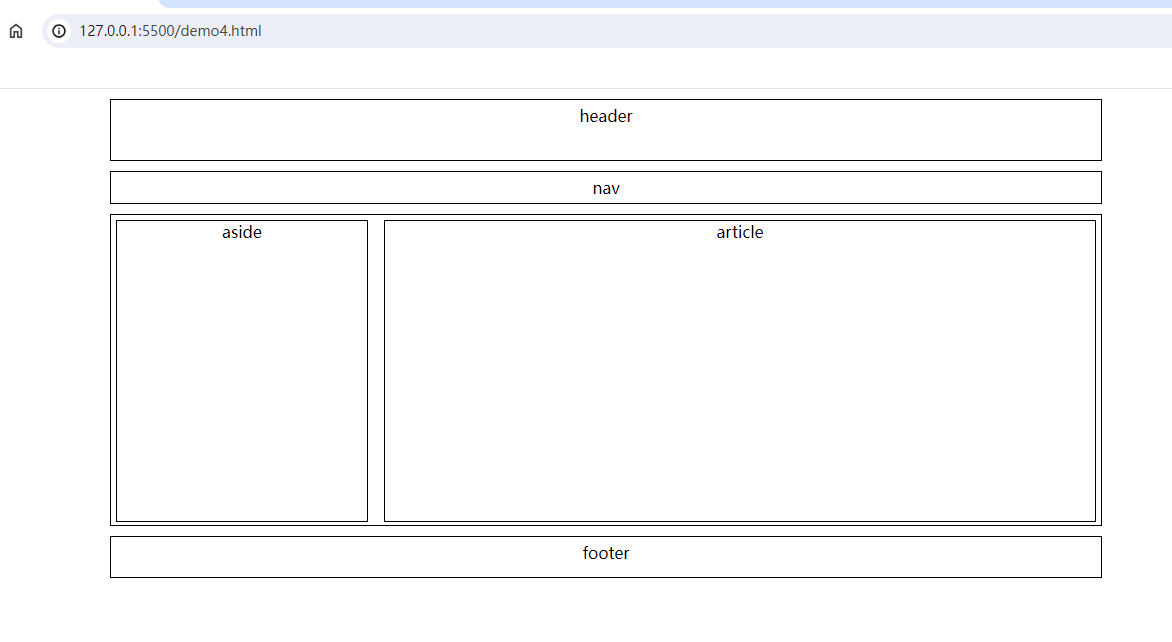 127.0.0.1:5500/demo4.html
header
nav
aside
article
footer